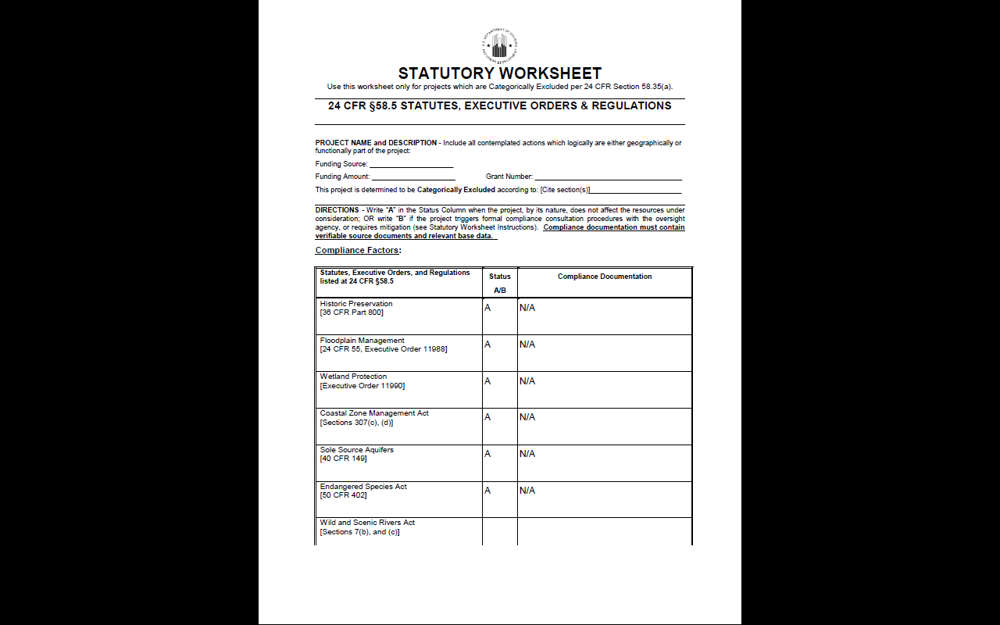 U.S. DEPARTMENT OF HOUSING AND URBAN DEVELOPMENT
STATUTORY WORKSHEET
Use this worksheet only for projects which are Categorically Excluded per 24 CFR Section 58.35(a).
24 CFR §58.5 STATUTES, EXECUTIVE ORDERS & REGULATIONS
PROJECT NAME and DESCRIPTION - Include all contemplated actions which logically are either geographically or
functionally part of the project:
Funding Source: ____________________
Funding Amount: ____________________ Grant Number: ____________________
This project is determined to be Categorically Excluded according to: [Cite section(s)]____________________
DIRECTIONS - Write "A" in the Status Column when the project, by its nature, does not affect the resources under
consideration; OR write "B" if the project triggers formal compliance consultation procedures with the oversight
agency, or requires mitigation (see Statutory Worksheet Instructions). Compliance documentation must contain
verifiable source documents and relevant base data.
Compliance Factors:
Statutes, Executive Orders, and Regulations
listed at 24 CFR §58.5
Status
A/B
Compliance Documentation
Historic Preservation
[36 CFR Part 800]
A
N/A
Floodplain Management
[24 CFR 55, Executive Order 11988]
A
N/A
Wetland Protection
[Executive Order 11990]
A
N/A
Coastal Zone Management Act
[Sections 307(c), (d)]
A
N/A
Sole Source Aquifers
[40 CFR 149]
A
N/A
Endangered Species Act
[50 CFR 402]
A
N/A
Wild and Scenic Rivers Act
[Sections 7(b), and (c)]